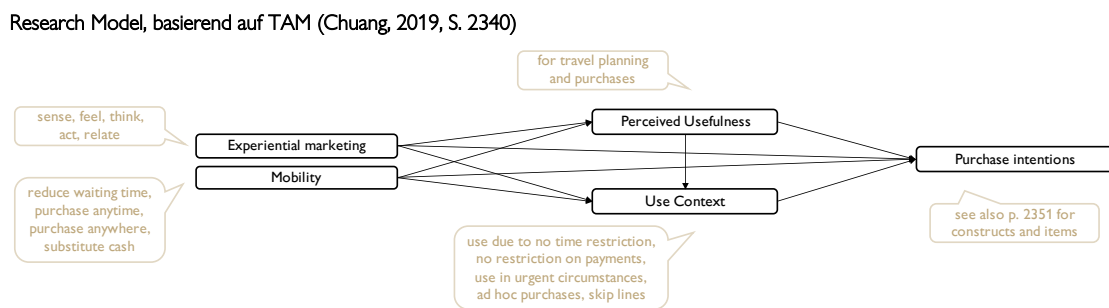 Research Model, basierend auf TAM (Chuang, 2019, S. 2340)
for travel planning
and purchases
sense, feel, think,
act, relate
Perceived Usefulness
Experiential marketing
Purchase intentions
Mobility
reduce waiting time,
purchase anytime,
purchase anywhere,
substitute cash
Use Context
see also p. 2351 for
constructs and items
use due to no time restriction,
no restriction on payments,
use in urgent circumstances,
ad hoc purchases, skip lines